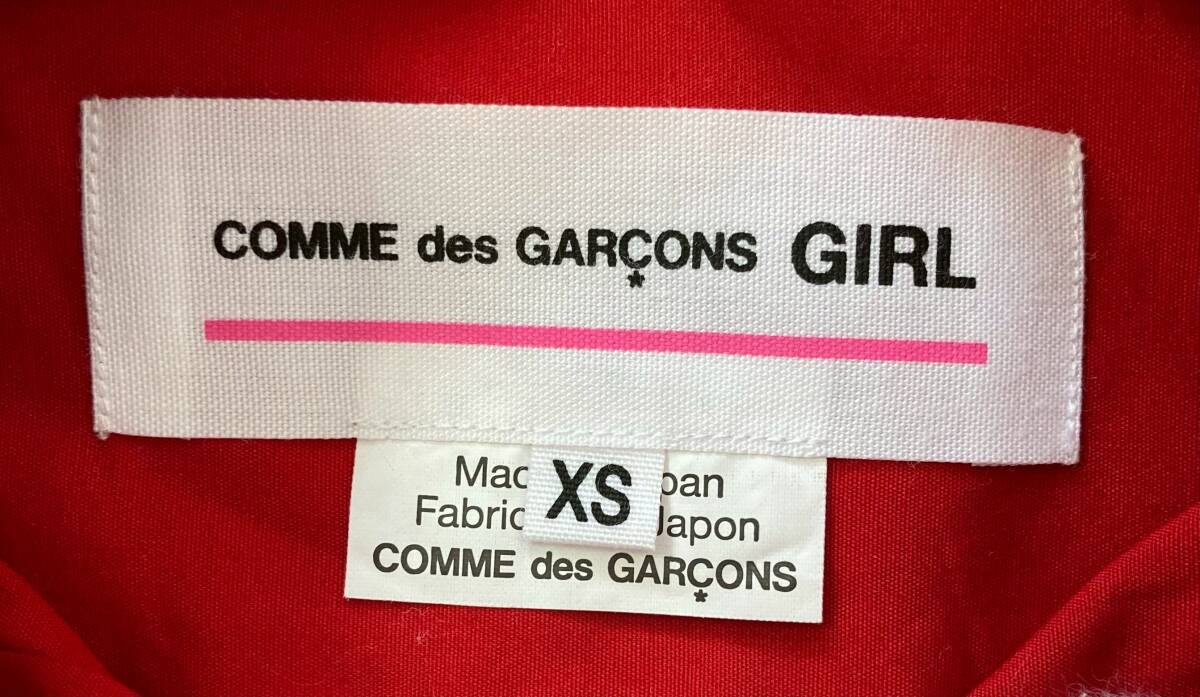 COMME des GARÇONS GIRL
XS
Mac pan
Fabric Japon
COMME des GARÇONS